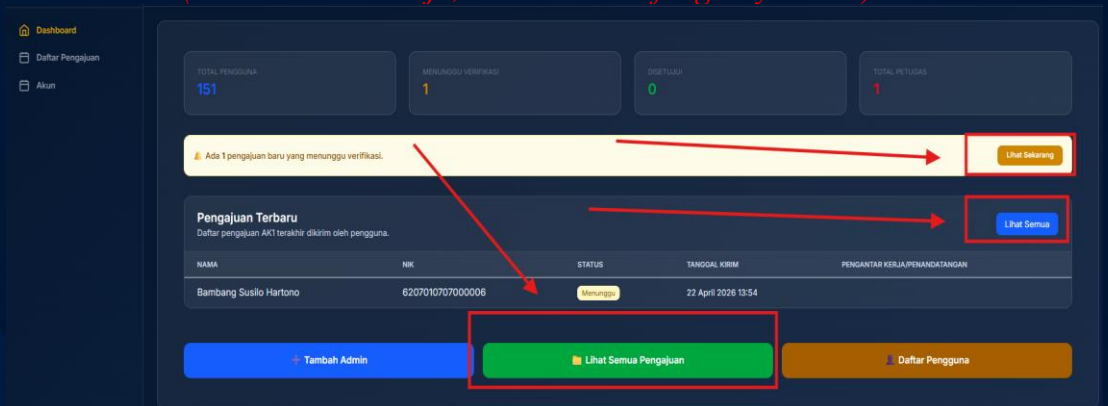 Dashboard
Daftar Pengajuan
Akun
TOTAL PENGGUNA
151
MENUNGGU VERIFIKASI
1
DISETUJUI
0
TOTAL PETUGAS
1
Ada 1 pengajuan baru yang menunggu verifikasi.
Lihat Sekarang
Pengajuan Terbaru
Daftar pengajuan AK1 terakhir dikirim oleh pengguna.
Lihat Semua
NAMA NIK STATUS TANGGAL KIRIM PENGANTAR KERJA/PENANDATANGAN
Bambang Susilo Hartono 6207010707000006 Menunggu 22 April 2026 13:54
Tambah Admin
Lihat Semua Pengajuan
Daftar Pengguna